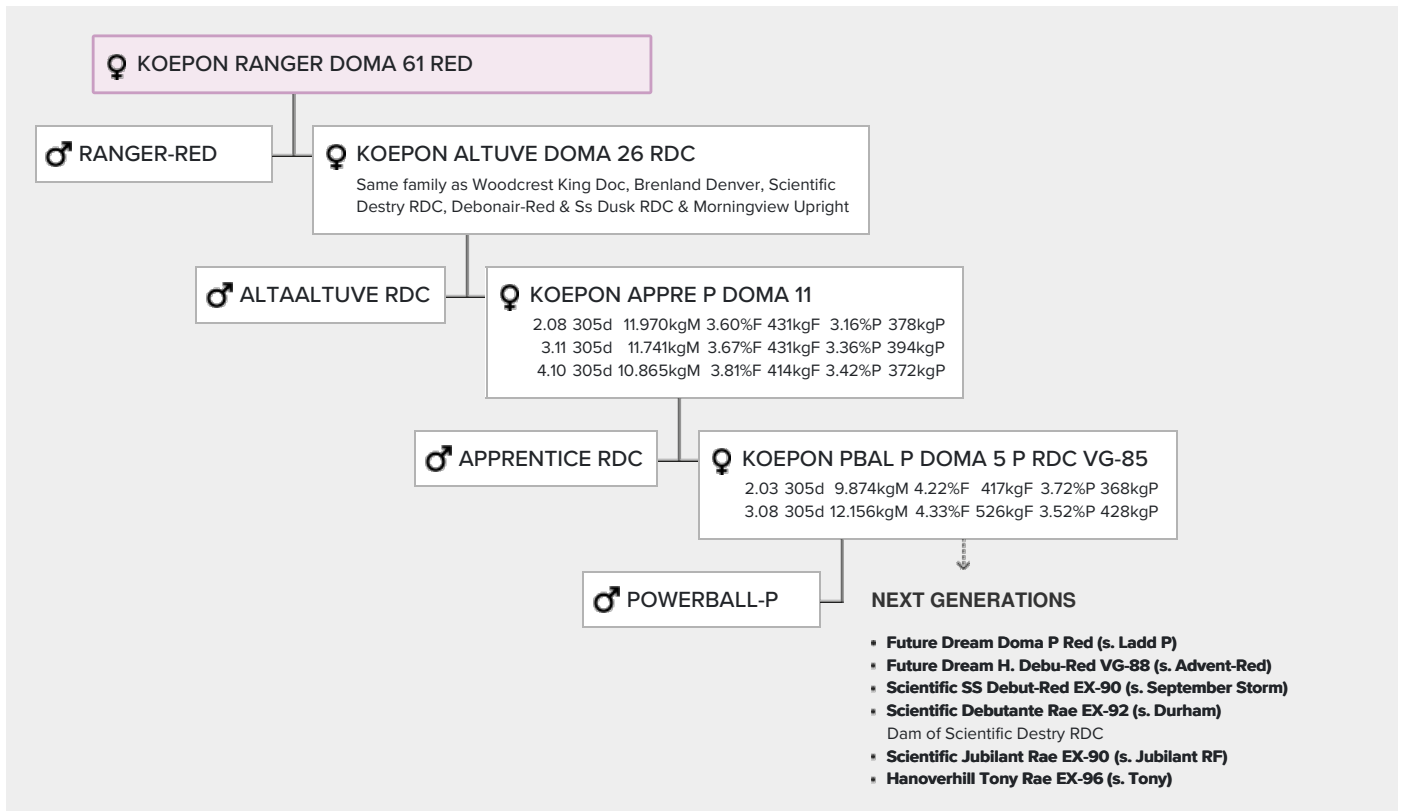 KOEPON RANGER DOMA 61 RED
RANGER-RED
KOEPON ALTUVE DOMA 26 RDC
Same family as Woodcrest King Doc, Brenland Denver, Scientific
Destry RDC, Debonair-Red & Ss Dusk RDC & Morningview Upright
ALTAALTUVE RDC
KOEPON APPRE P DOMA 11
2.08 305d 11.970kgM 3.60%F 431kgF 3.16%P 378kgP
3.11 305d 11.741kgM 3.67%F 431kgF 3.36%P 394kgP
4.10 305d 10.865kgM 3.81%F 414kgF 3.42%P 372kgP
APPRENTICE RDC
KOEPON PBAL P DOMA 5 P RDC VG-85
2.03 305d 9.874kgM 4.22%F 417kgF 3.72%P 368kgP
3.08 305d 12.156kgM 4.33%F 526kgF 3.52%P 428kgP
POWERBALL-P
NEXT GENERATIONS
Future Dream Doma P Red (s. Ladd P)
Future Dream H. Debu-Red VG-88 (s. Advent-Red)
Scientific SS Debut-Red EX-90 (s. September Storm)
Scientific Debutante Rae EX-92 (s. Durham)
Dam of Scientific Destry RDC
Scientific Jubilant Rae EX-90 (s. Jubilant RF)
Hanoverhill Tony Rae EX-96 (s. Tony)